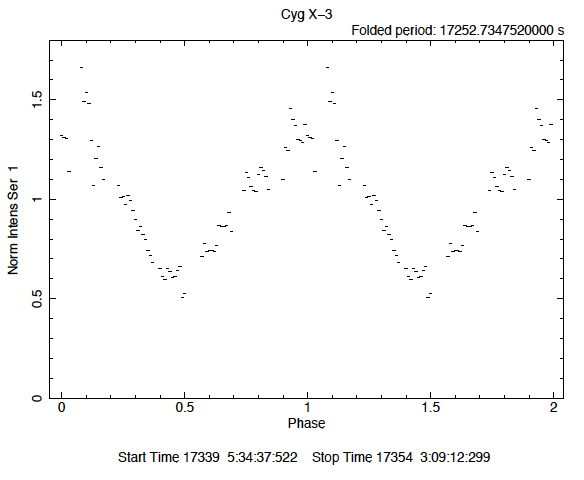 Cyg X-3
Folded period: 17252.7347520000 s
Norm Intens Ser 1
1.5
1
0.5
0
0 0.5 1 1.5 2
Phase
Start Time 17339 5:34:37:522 Stop Time 17354 3:09:12:299